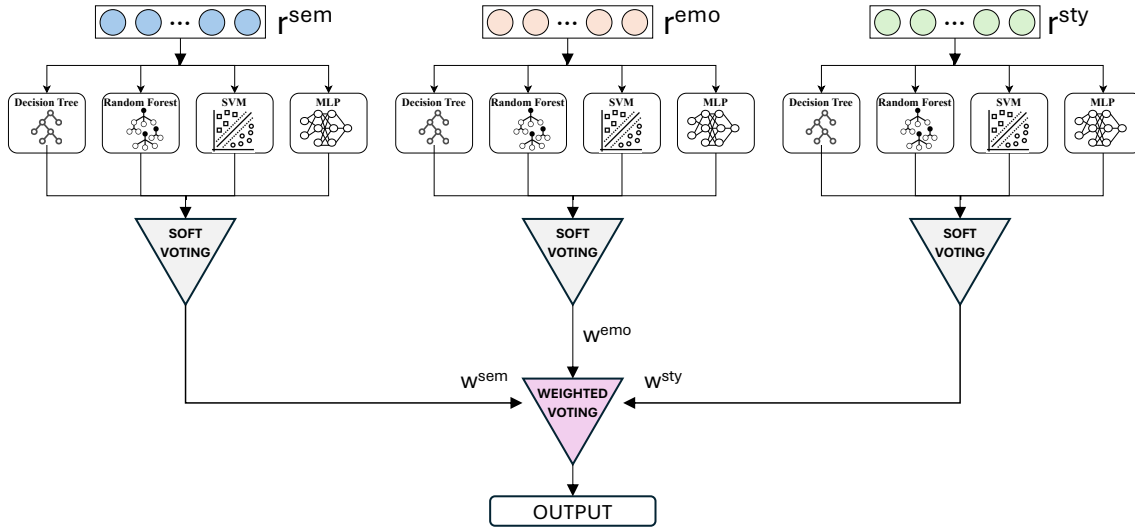 ... r^sem
... r^emo
... r^sty
Decision Tree Random Forest SVM MLP
Decision Tree Random Forest SVM MLP
Decision Tree Random Forest SVM MLP
SOFT
VOTING
SOFT
VOTING
SOFT
VOTING
w^emo
w^sem
w^sty
WEIGHTED
VOTING
OUTPUT